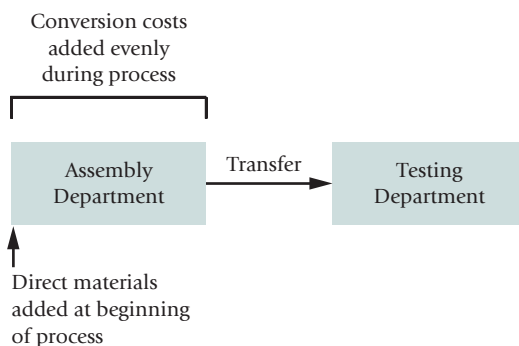 Conversion costs
added evenly
during process
Assembly
Department
Transfer
Testing
Department
Direct materials
added at beginning
of process